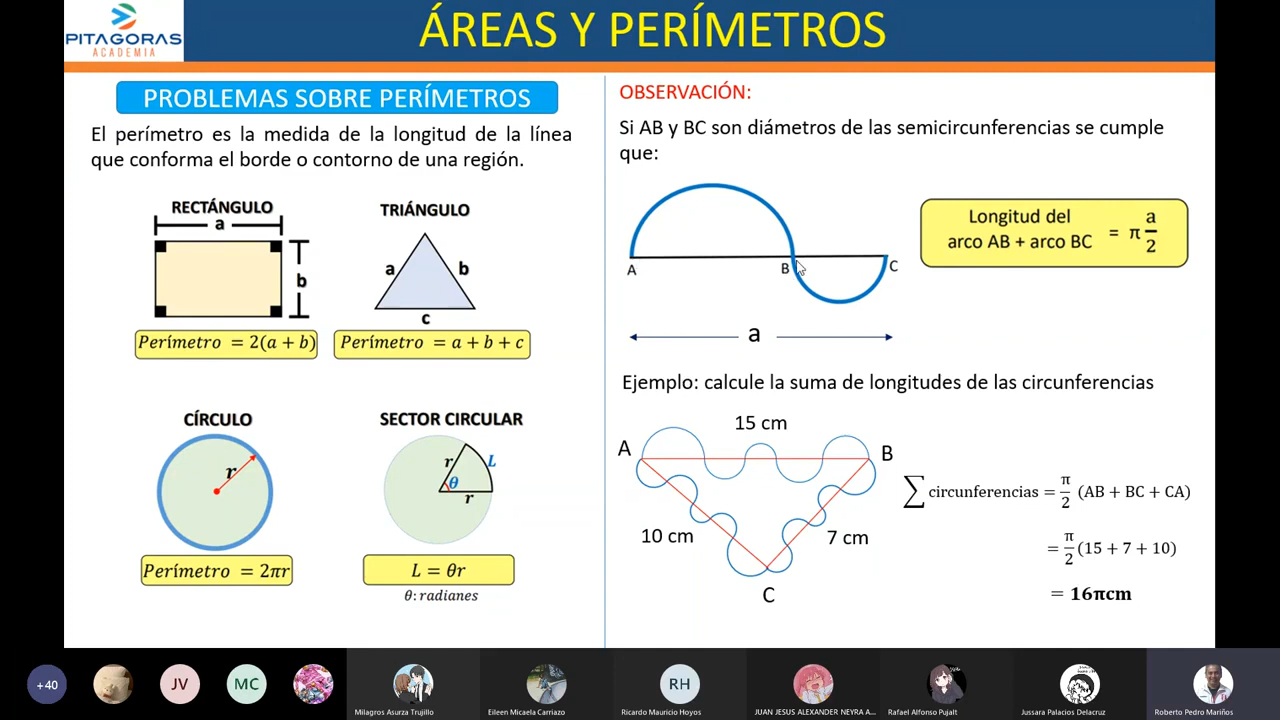 PITAGORAS
ACADEMIA
ÁREAS Y PERÍMETROS
PROBLEMAS SOBRE PERÍMETROS
El perímetro es la medida de la longitud de la línea
que conforma el borde o contorno de una región.
RECTÁNGULO
a
b
Perímetro = 2(a + b)
TRIÁNGULO
a
b
c
Perímetro = a + b + c
CÍRCULO
r
Perímetro = 2πr
SECTOR CIRCULAR
r
L
θ
r
L = θr
θ: radianes
OBSERVACIÓN:
Si AB y BC son diámetros de las semicircunferencias se cumple
que:
A
B
C
a
Longitud del
arco AB + arco BC = π a/2
Ejemplo: calcule la suma de longitudes de las circunferencias
15 cm
A
B
10 cm
7 cm
C
∑ circunferencias = π/2 (AB + BC + CA)
= π/2 (15 + 7 + 10)
= 16πcm
+40
JV
MC
RH
Milagros Asurza Trujillo
Eileen Micaela Carriazo
Ricardo Mauricio Hoyos
JUAN JESUS ALEXANDER NEYRA A...
Rafael Alfonso Pujalt
Jussara Palacios Delacruz
Roberto Pedro Mariños